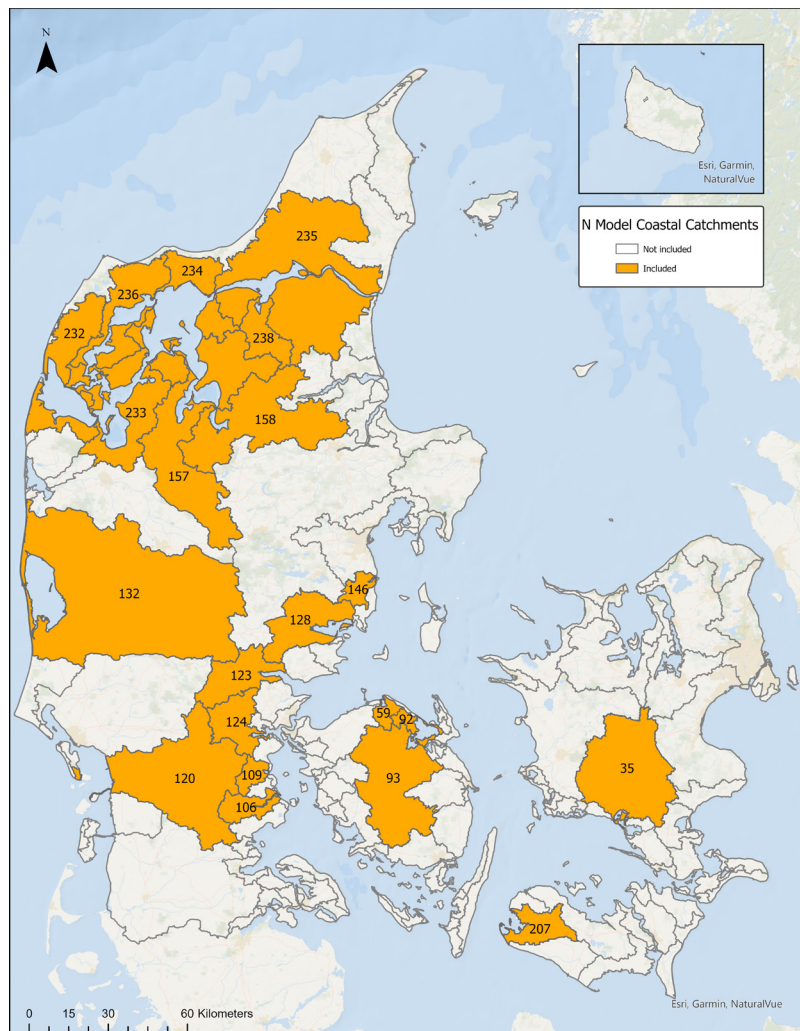 N
Esri, Garmin,
NaturalVue
N Model Coastal Catchments
Not included
Included
235
234
236
232
238
233
158
157
132
146
128
123
59
92
124
35
109
120
93
106
207
Esri, Garmin, NaturalVue
0 15 30 60 Kilometers